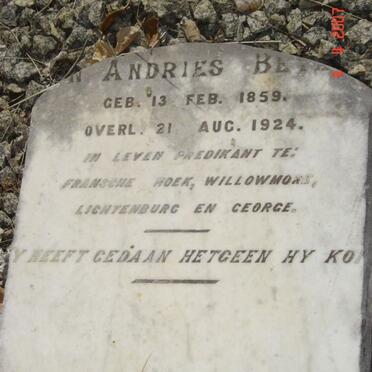 ANDRIES
GEB. 13 FEB. 1859.
OVERL. 21 AUG. 1924.
IN LEVEN PREDIKANT TE:
FRANSCHE HOEK, WILLOWMORE,
LICHTENBURG EN GEORGE.
HEEFT GEDAAN HETGEEN HY KON